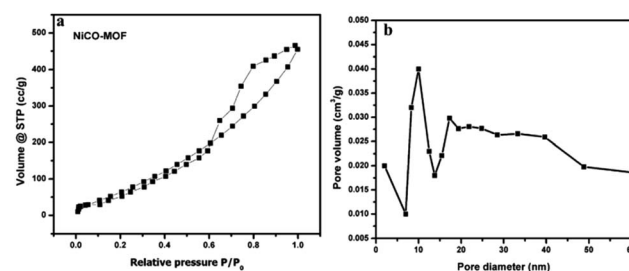 a
NiCO-MOF
500
400
300
200
100
0
0.0 0.2 0.4 0.6 0.8 1.0
Volume @ STP (cc/g)
Relative pressure P/P₀
b
0.045
0.040
0.035
0.030
0.025
0.020
0.015
0.010
0.005
0 10 20 30 40 50
Pore volume (cm³/g)
Pore diameter (nm)